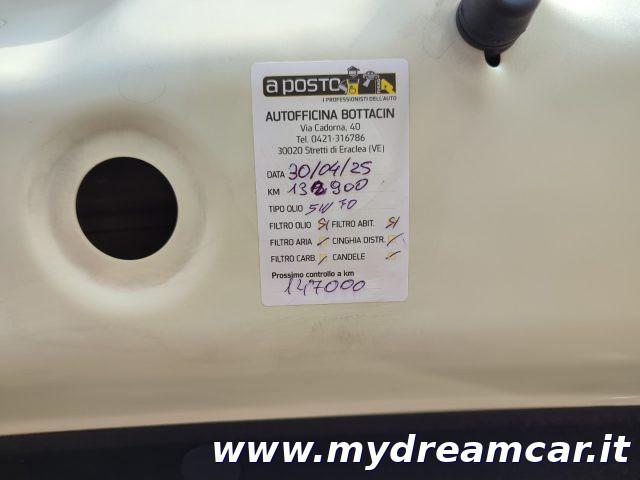 a posto
I PROFESSIONISTI DELL'AUTO
AUTOFFICINA BOTTACIN
Via Cadorna, 40
Tel. 0421-316786
30020 Stretti di Eraclea (VE)
DATA 30/04/25
KM 132900
TIPO OLIO 5W
FILTRO OLIO SI FILTRO ABIT. SI
FILTRO ARIA CINGHIA DISTR.
FILTRO CARB. CANDELE
Prossimo controllo a km
147000
www.mydreamcar.it